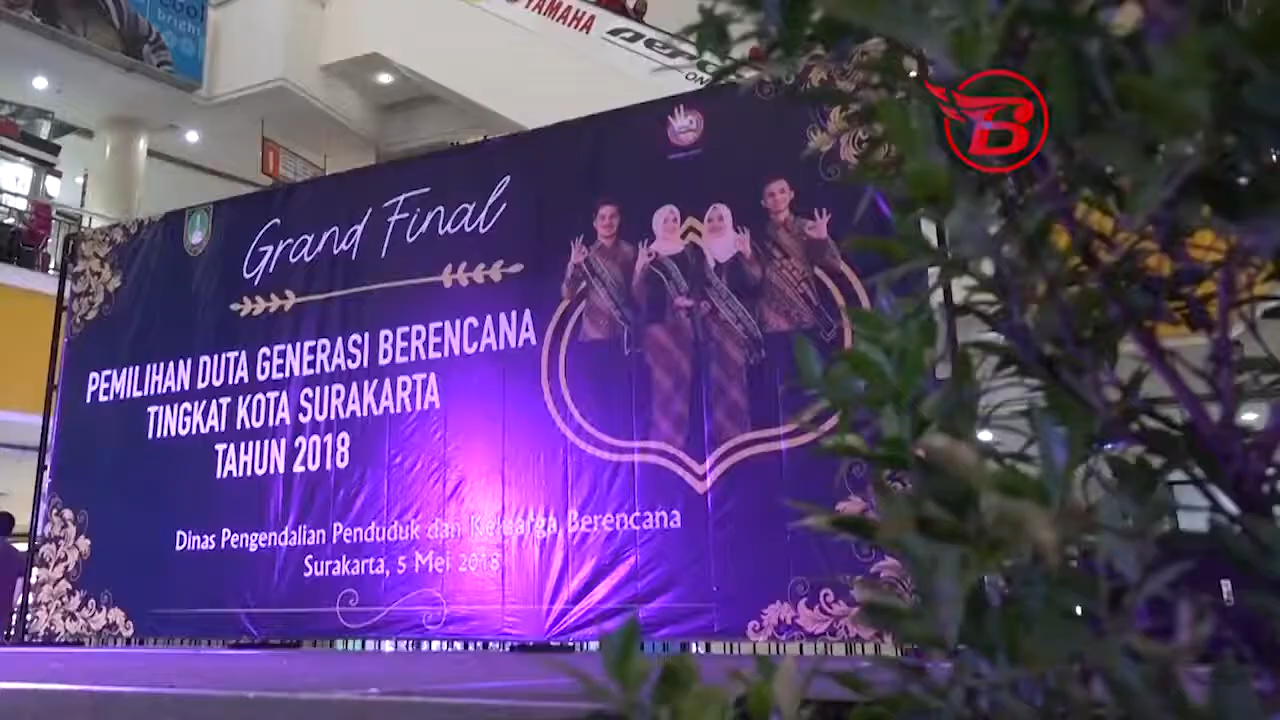 bright
YAMAHA
B
Grand Final
PEMILIHAN DUTA GENERASI BERENCANA
TINGKAT KOTA SURAKARTA
TAHUN 2018
Dinas Pengendalian Penduduk dan Keluarga Berencana
Surakarta, 5 Mei 2018